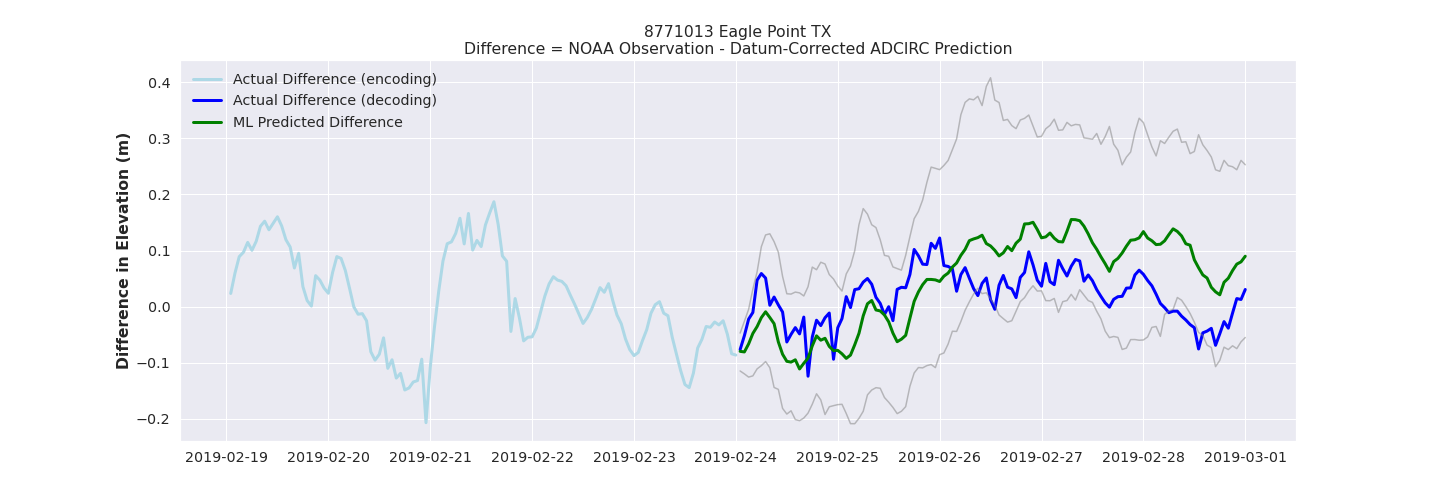 8771013 Eagle Point TX
Difference = NOAA Observation - Datum-Corrected ADCIRC Prediction
Actual Difference (encoding)
Actual Difference (decoding)
ML Predicted Difference
Difference in Elevation (m)
0.4
0.3
0.2
0.1
0.0
−0.1
−0.2
2019-02-19 2019-02-20 2019-02-21 2019-02-22 2019-02-23 2019-02-24 2019-02-25 2019-02-26 2019-02-27 2019-02-28 2019-03-01